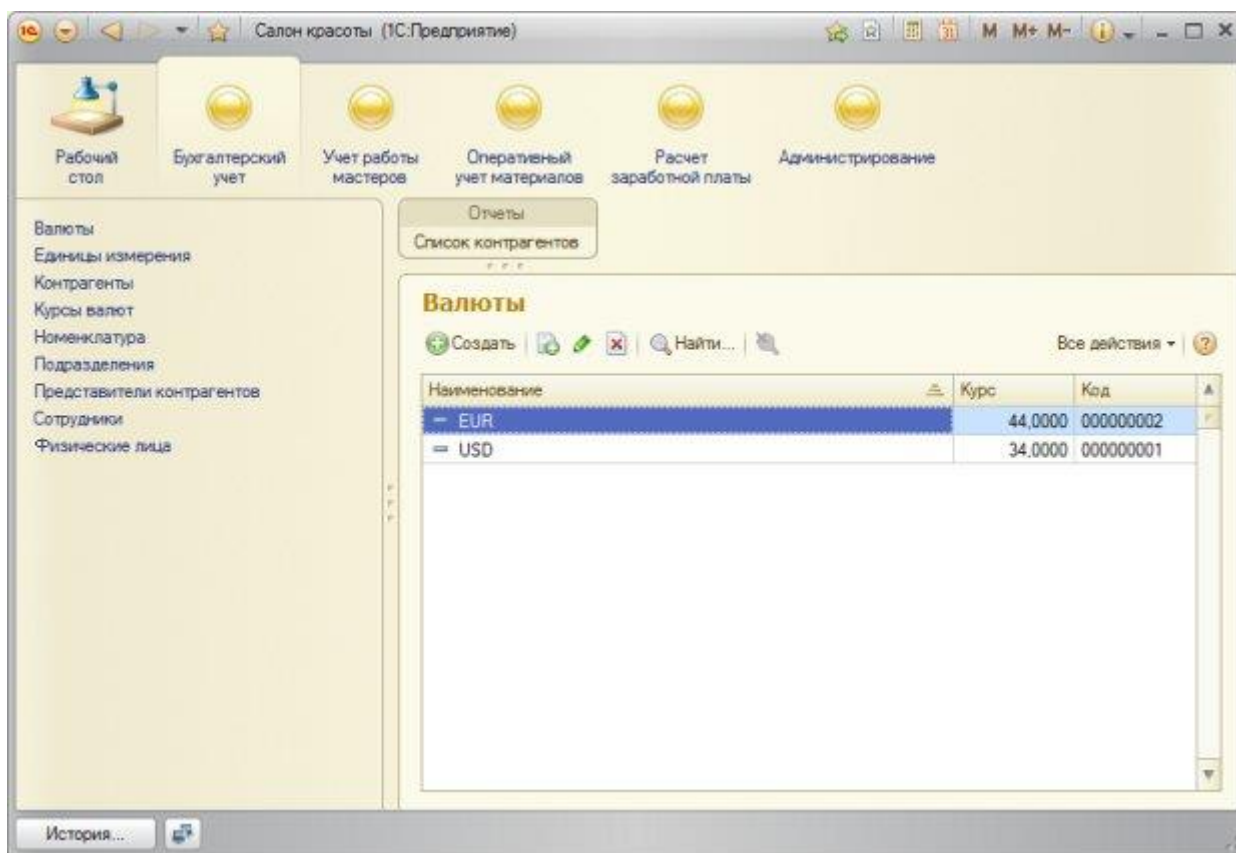 Салон красоты (1С:Предприятие)
31
M M+ M-
Рабочий стол
Бухгалтерский учет
Учет работы мастеров
Оперативный учет материалов
Расчет заработной платы
Администрирование
Валюты
Единицы измерения
Контрагенты
Курсы валют
Номенклатура
Подразделения
Представители контрагентов
Сотрудники
Физические лица
Отчеты
Список контрагентов
Валюты
Создать Найти... Все действия
Наименование Курс Код
EUR 44,0000 000000002
USD 34,0000 000000001
История...